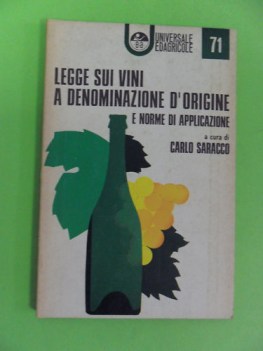 UNIVERSALE
EDAGRICOLE
71
LEGGE SUI VINI
A DENOMINAZIONE D'ORIGINE
E NORME DI APPLICAZIONE
a cura di
CARLO SARACCO